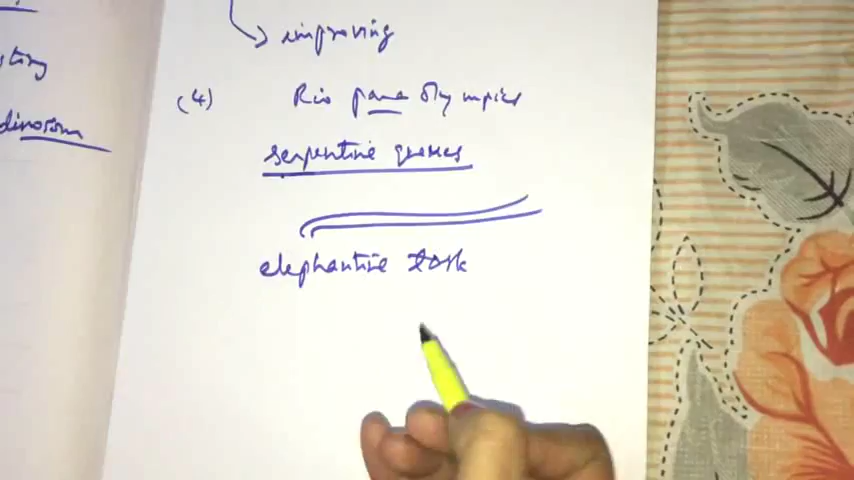 improving
(4) Rio para Olympics
serpentine queues
elephantine task